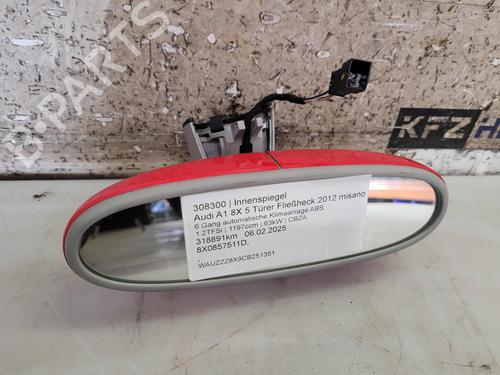 B-PARTS
KFZ
308300 | Innenspiegel
Audi A1 8X 5 Türer Fließheck 2012 misano
6 Gang automatische Klimaanlage ABS
1.2TFSi | 1197ccm | 63kW | CBZA
318891km 06.02.2025
8X0857511D,
,
WAUZZZ8X9CB251351